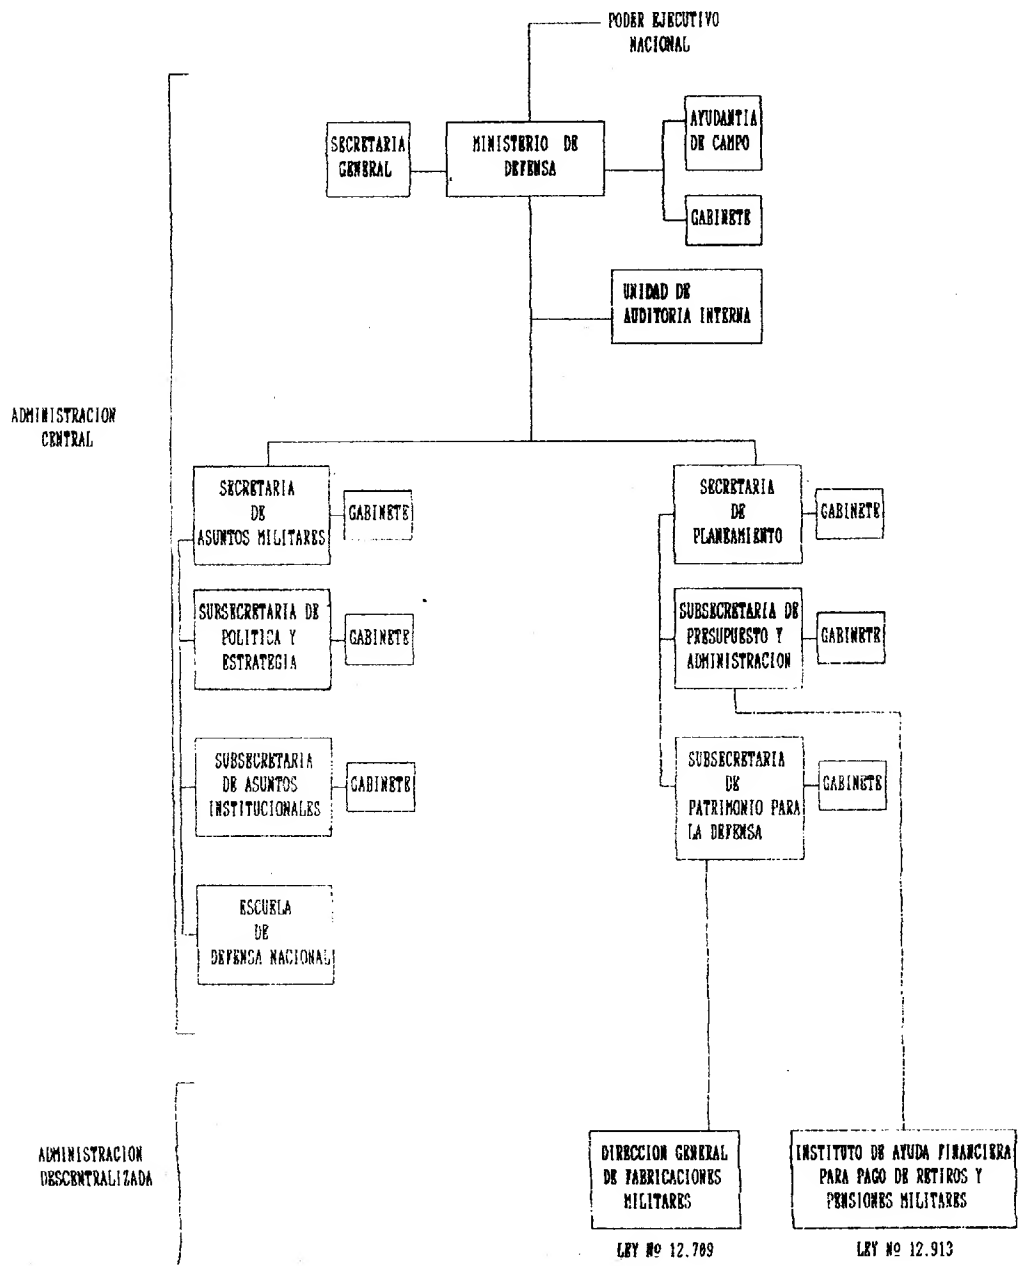 PODER EJECUTIVO
NACIONAL
AYUDANTIA
DE CAMPO
SECRETARIA
GENERAL
MINISTERIO DE
DEFENSA
GABINETE
UNIDAD DE
AUDITORIA INTERNA
ADMINISTRACION
CENTRAL
SECRETARIA
DE
ASUNTOS MILITARES
GABINETE
SECRETARIA
DE
PLANEAMIENTO
GABINETE
SUBSECRETARIA DE
POLITICA Y
ESTRATEGIA
GABINETE
SUBSECRETARIA DE
PRESUPUESTO Y
ADMINISTRACION
GABINETE
SUBSECRETARIA
DE ASUNTOS
INSTITUCIONALES
GABINETE
SUBSECRETARIA
DE
PATRIMONIO PARA
LA DEFENSA
GABINETE
ESCUELA
DE
DEFENSA NACIONAL
ADMINISTRACION
DESCENTRALIZADA
DIRECCION GENERAL
DE FABRICACIONES
MILITARES
LEY Nº 12.709
INSTITUTO DE AYUDA FINANCIERA
PARA PAGO DE RETIROS Y
PENSIONES MILITARES
LEY Nº 12.913